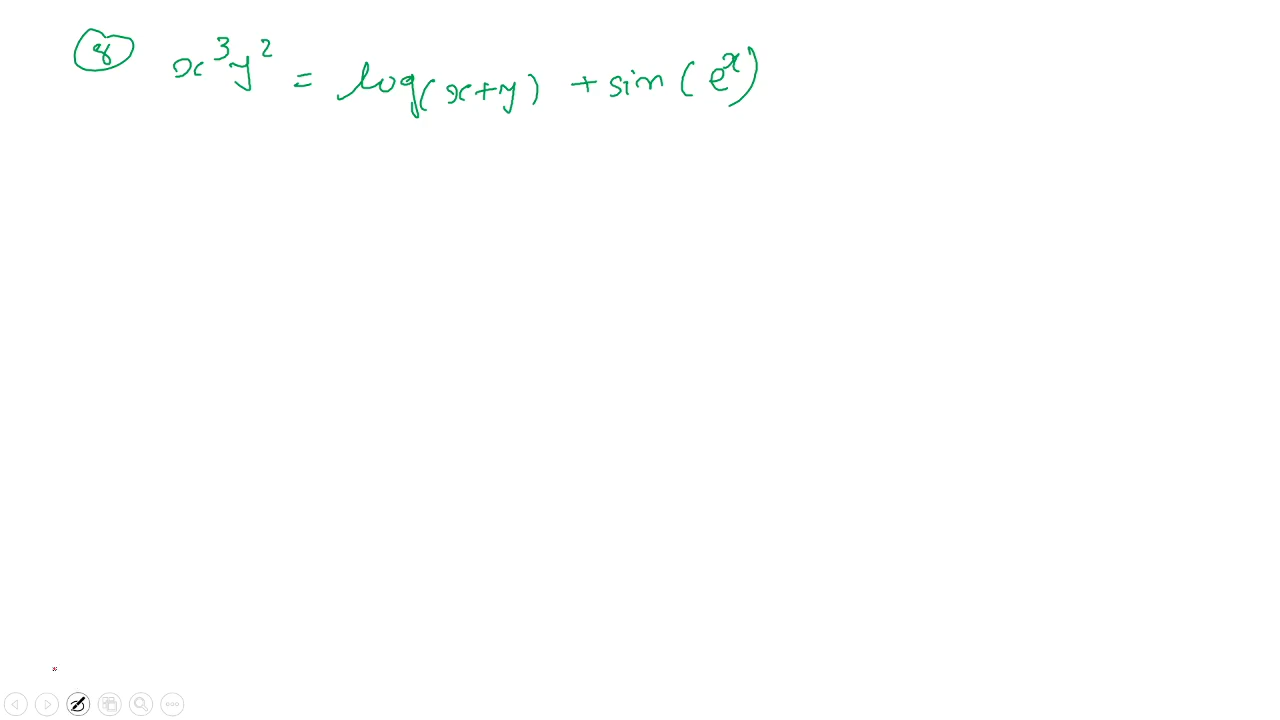 8 x³y² = log(x+y) + sin(eˣ)